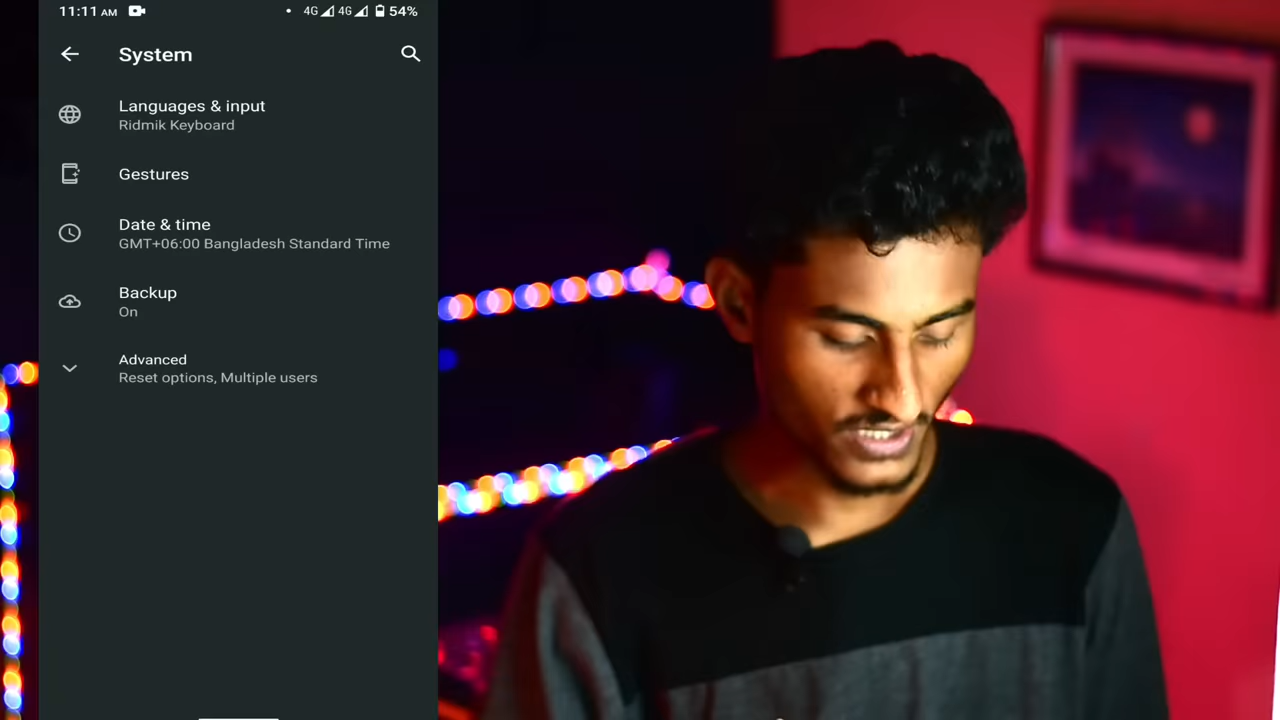 11:11 AM
4G 4G 54%
System
Languages & input
Ridmik Keyboard
Gestures
Date & time
GMT+06:00 Bangladesh Standard Time
Backup
On
Advanced
Reset options, Multiple users